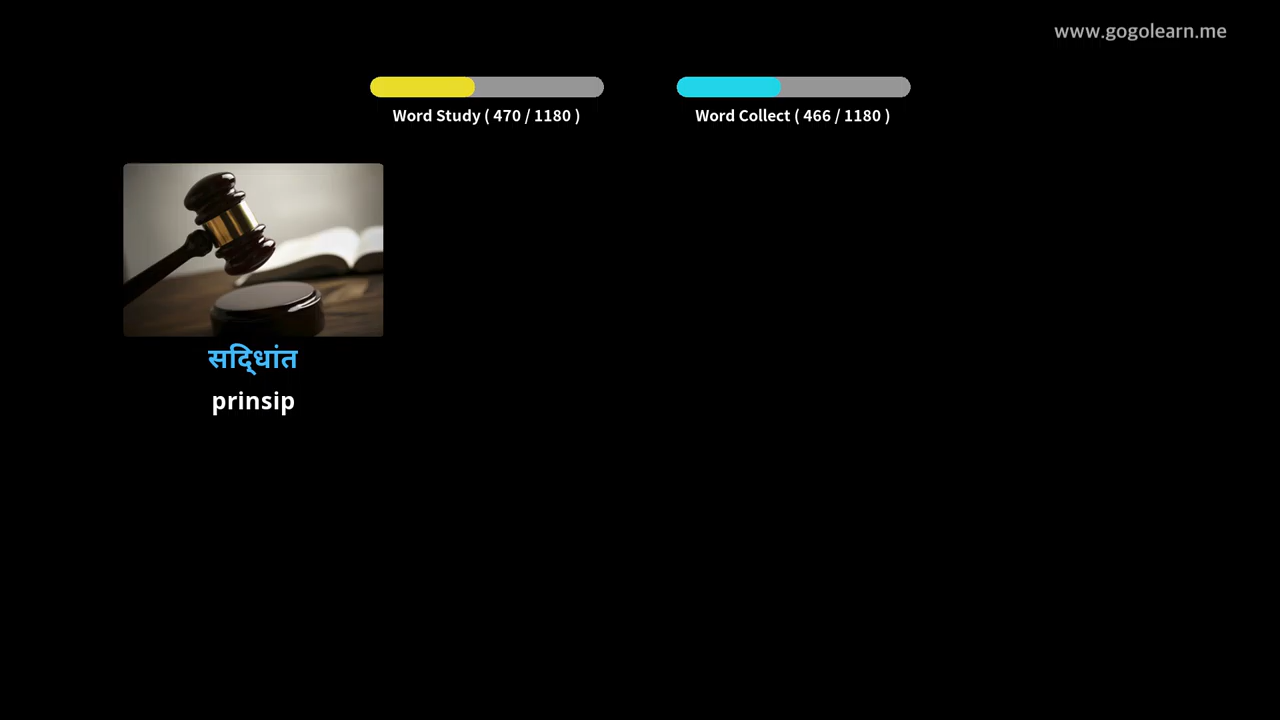 www.gogolearn.me
Word Study ( 470 / 1180 )
Word Collect ( 466 / 1180 )
सद्िधांत
prinsip